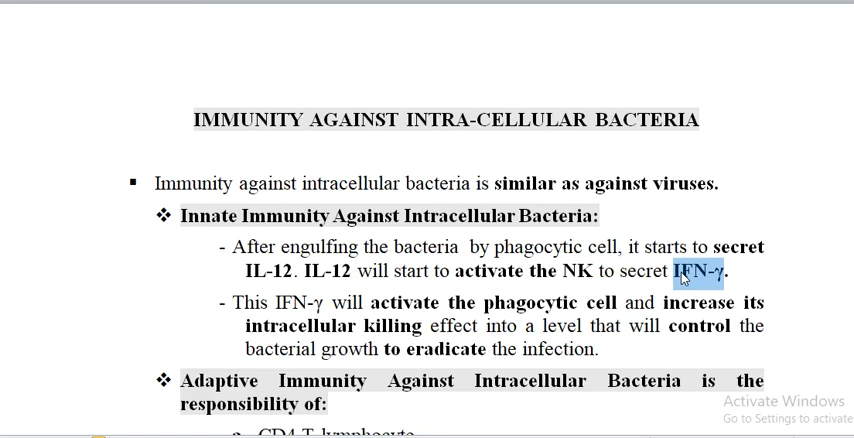 IMMUNITY AGAINST INTRA-CELLULAR BACTERIA
▪ Immunity against intracellular bacteria is similar as against viruses.
❖ Innate Immunity Against Intracellular Bacteria:
- After engulfing the bacteria by phagocytic cell, it starts to secret
IL-12. IL-12 will start to activate the NK to secret IFN-γ.
- This IFN-γ will activate the phagocytic cell and increase its
intracellular killing effect into a level that will control the
bacterial growth to eradicate the infection.
❖ Adaptive Immunity Against Intracellular Bacteria is the
responsibility of:
a. CD4 T lymphocyte
Activate Windows
Go to Settings to activate